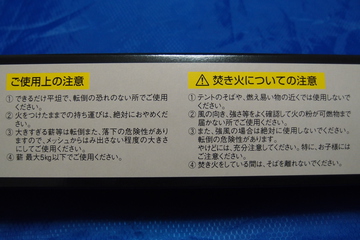 ご使用上の注意
① できるだけ平坦で、転倒の恐れのない所でご使用
ください。
② 火をつけたままでの持ち運びは、絶対におやめくだ
さい。
③ 大きすぎる薪等は転倒また、落下の危険性があり
ますので、メッシュからはみ出さない程度の大きさ
にしてご使用ください。
④ 薪 最大5kg以下でご使用ください。
焚き火についての注意
① テントのそばや、燃え易い物の近くでは使用しないで
ください。
② 風の向き、強さ等をよく確認して火の粉が可燃物まで
届かない所でご使用ください。
③ また、強風の場合は絶対に使用しないでください。
転倒の危険性があります。
やけどには、充分注意してください。特に、お子様には
ご注意ください。
④ 焚き火をしている間は、そばを離れないでください。